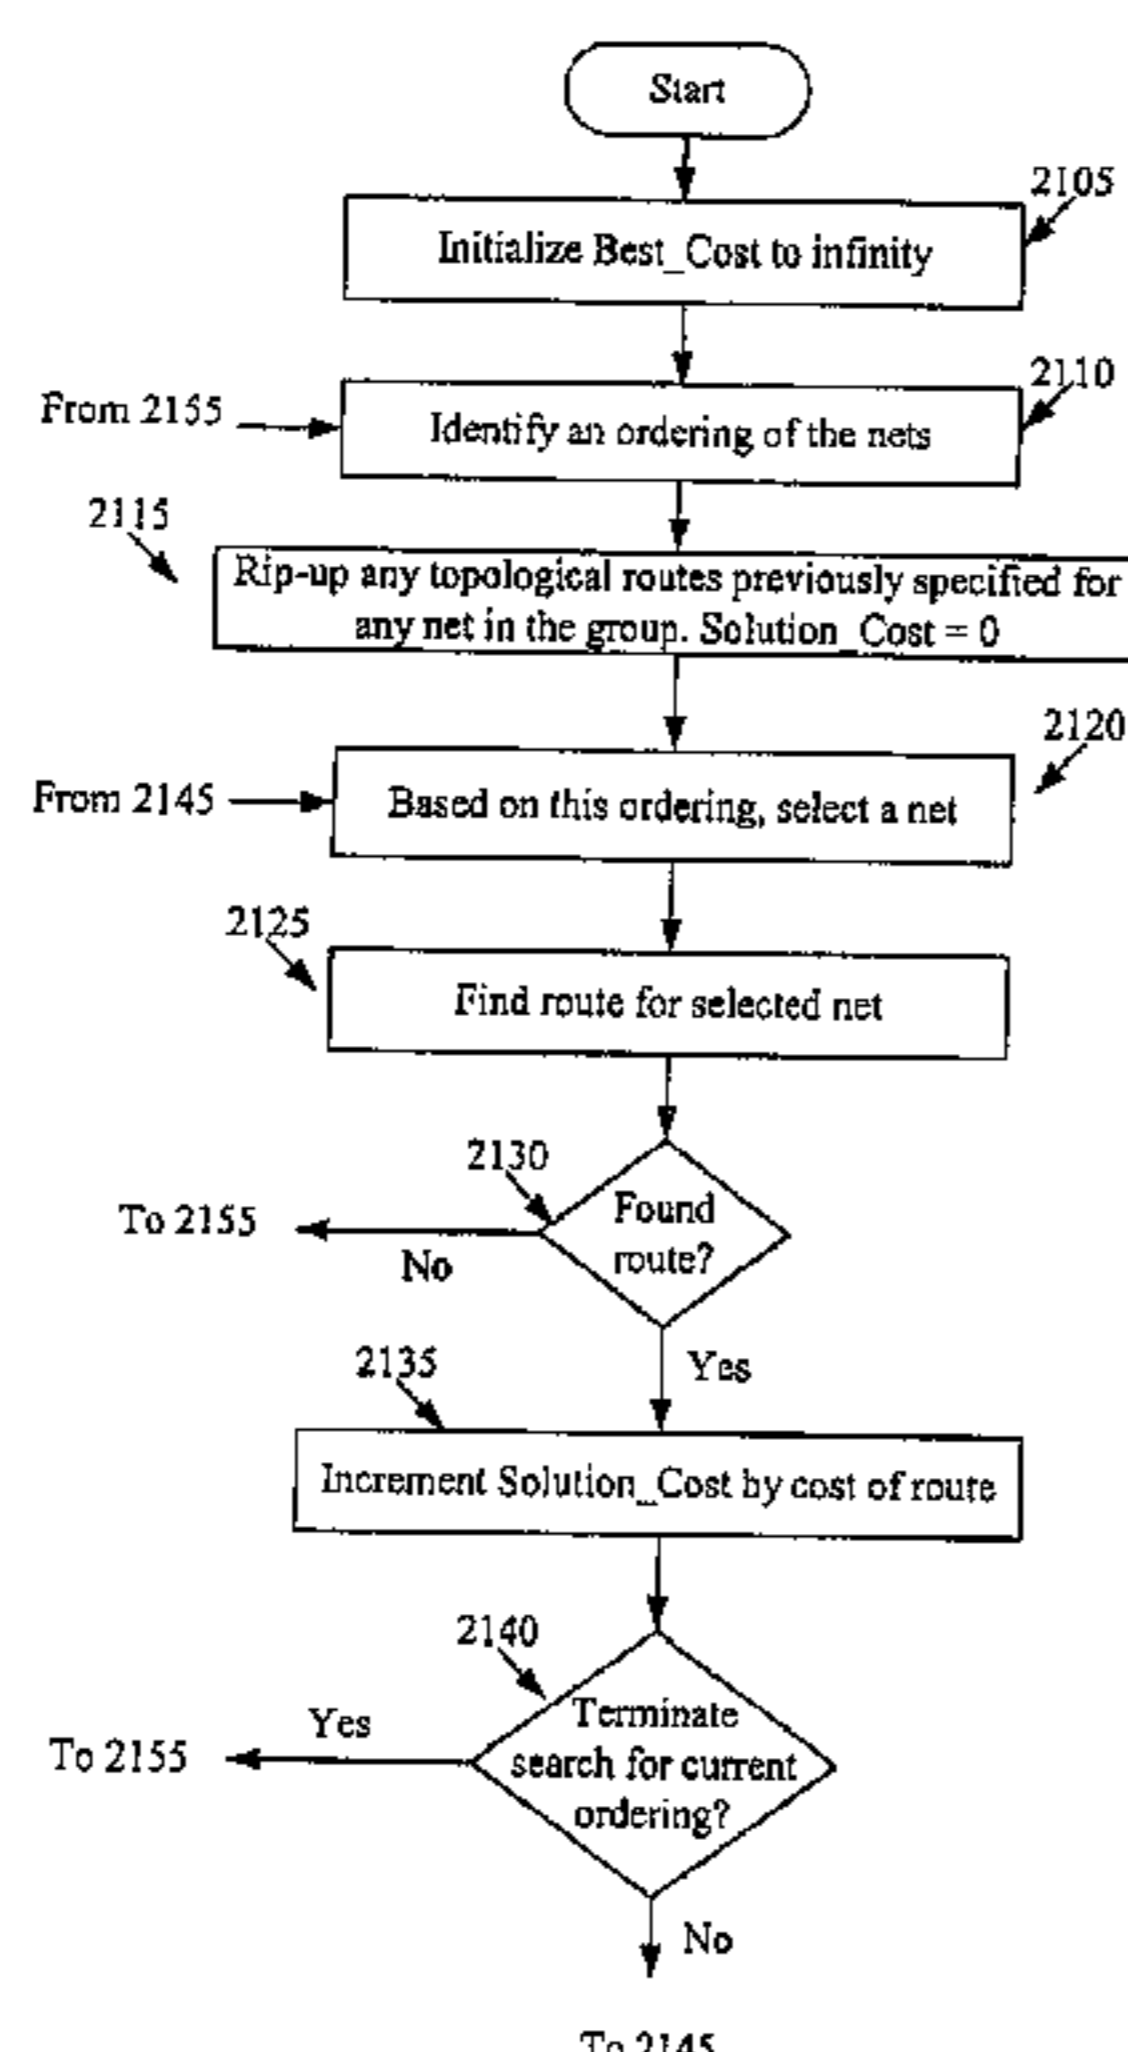 Start
2105
Initialize Best_Cost to infinity
2110
From 2155
Identify an ordering of the nets
2115
Rip-up any topological routes previously specified for
any net in the group. Solution_Cost = 0
2120
From 2145
Based on this ordering, select a net
2125
Find route for selected net
2130
Found
route?
To 2155
No
Yes
2135
Increment Solution_Cost by cost of route
2140
Terminate
search for current
ordering?
Yes
To 2155
No
To 2145